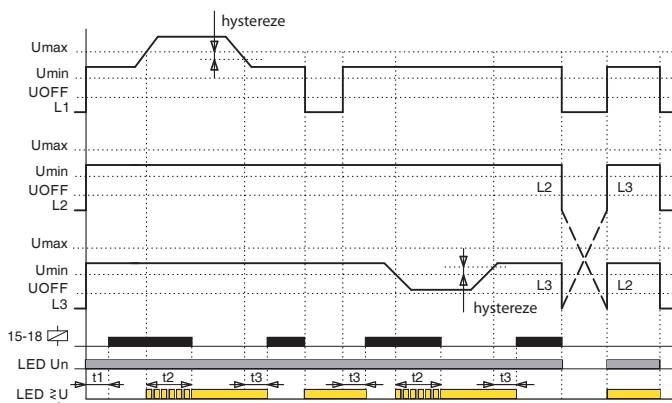 hystereze
Umax
Umin
UOFF
L1
Umax
Umin
UOFF
L2
L2
L3
Umax
Umin
UOFF
L3
L3
L2
hystereze
15-18
LED Un
t1
t2
t3
t3
t2
t3
LED ≷U